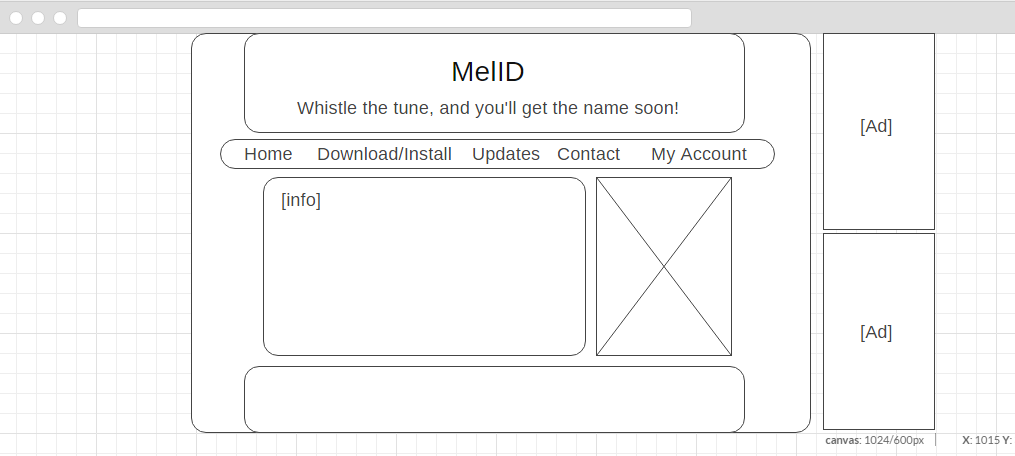 MelID
Whistle the tune, and you'll get the name soon!
Home Download/Install Updates Contact My Account
[info]
[Ad]
[Ad]
canvas: 1024/600px X: 1015 Y: